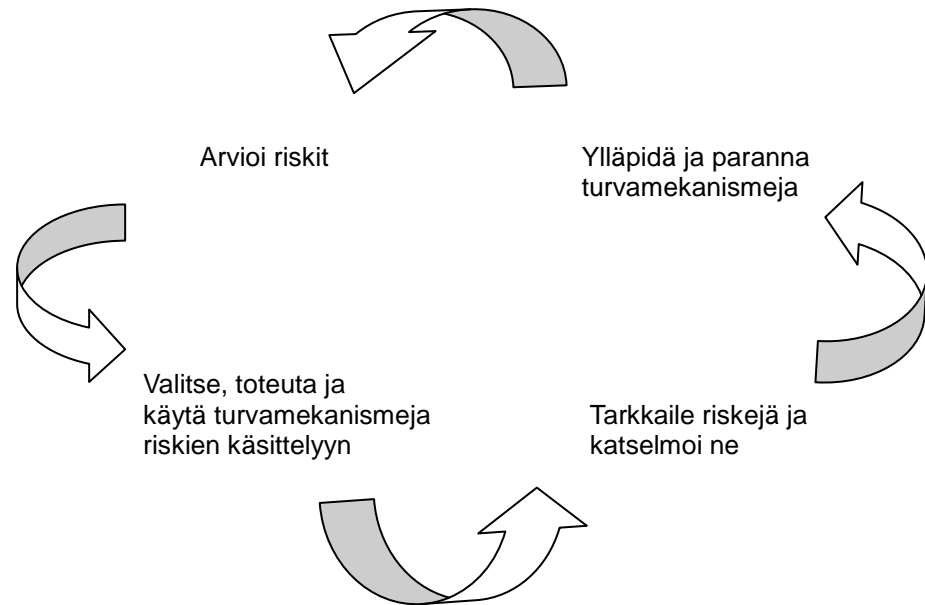 Arvioi riskit
Ylläpidä ja paranna
turvamekanismeja
Valitse, toteuta ja
käytä turvamekanismeja
riskien käsittelyyn
Tarkkaile riskejä ja
katselmoi ne